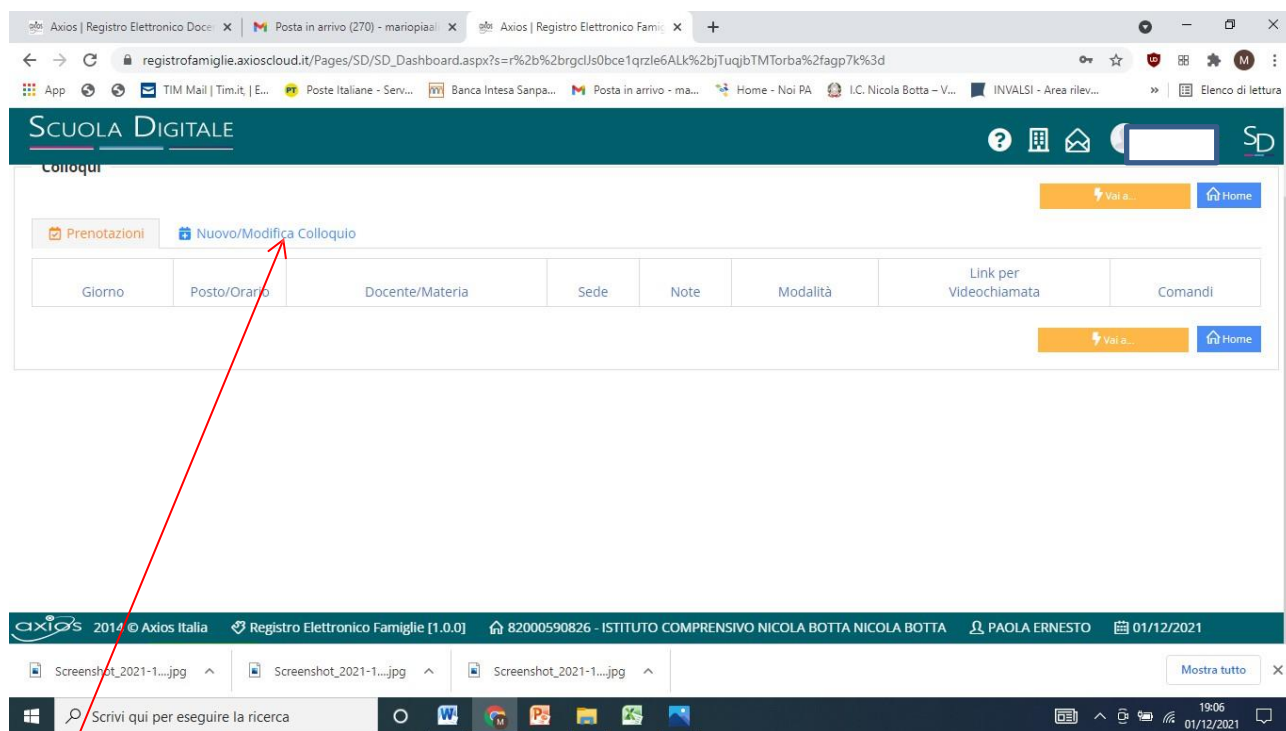 Axios | Registro Elettronico Doce
Posta in arrivo (270) - mariopiaal
Axios | Registro Elettronico Famig
registrofamiglie.axioscloud.it/Pages/SD/SD_Dashboard.aspx?s=r%2b%2brgclJs0bce1qrzle6ALk%2bjTuqjbTMTorba%2fagp7k%3d
M
App
TIM Mail | Tim.it, | E...
Poste Italiane - Serv...
Banca Intesa Sanpa...
Posta in arrivo - ma...
Home - Noi PA
I.C. Nicola Botta – V...
INVALSI - Area rilev...
»
Elenco di lettura
SCUOLA DIGITALE
SD
Colloqui
Vai a...
Home
Prenotazioni
Nuovo/Modifica Colloquio
Giorno
Posto/Orario
Docente/Materia
Sede
Note
Modalità
Link per
Videochiamata
Comandi
Vai a...
Home
axios 2014 © Axios Italia
Registro Elettronico Famiglie [1.0.0]
82000590826 - ISTITUTO COMPRENSIVO NICOLA BOTTA NICOLA BOTTA
PAOLA ERNESTO
01/12/2021
Screenshot_2021-1....jpg
Screenshot_2021-1....jpg
Screenshot_2021-1....jpg
Mostra tutto
Scrivi qui per eseguire la ricerca
19:06
01/12/2021